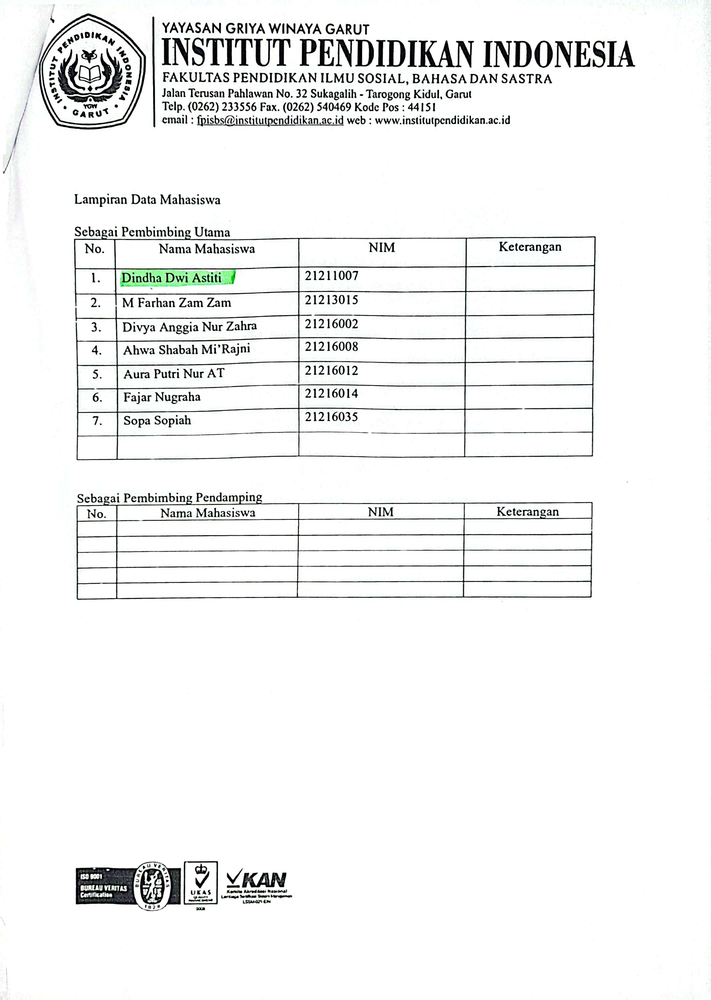 INSTITUT PENDIDIKAN INDONESIA
YGW
• GARUT •
YAYASAN GRIYA WINAYA GARUT
INSTITUT PENDIDIKAN INDONESIA
FAKULTAS PENDIDIKAN ILMU SOSIAL, BAHASA DAN SASTRA
Jalan Terusan Pahlawan No. 32 Sukagalih - Tarogong Kidul, Garut
Telp. (0262) 233556 Fax. (0262) 540469 Kode Pos : 44151
email : fpisbs@institutpendidikan.ac.id web : www.institutpendidikan.ac.id
Lampiran Data Mahasiswa
Sebagai Pembimbing Utama
No. Nama Mahasiswa NIM Keterangan
1. Dindha Dwi Astiti 21211007
2. M Farhan Zam Zam 21213015
3. Divya Anggia Nur Zahra 21216002
4. Ahwa Shabah Mi’Rajni 21216008
5. Aura Putri Nur AT 21216012
6. Fajar Nugraha 21216014
7. Sopa Sopiah 21216035
Sebagai Pembimbing Pendamping
No. Nama Mahasiswa NIM Keterangan
ISO 9001
BUREAU VERITAS
Certification
BUREAU VERITAS
1828
UKAS
QUALITY
MANAGEMENT
KAN
Komite Akreditasi Nasional
Lembaga Sertifikasi Sistem Manajemen
LSSM-021-IDN